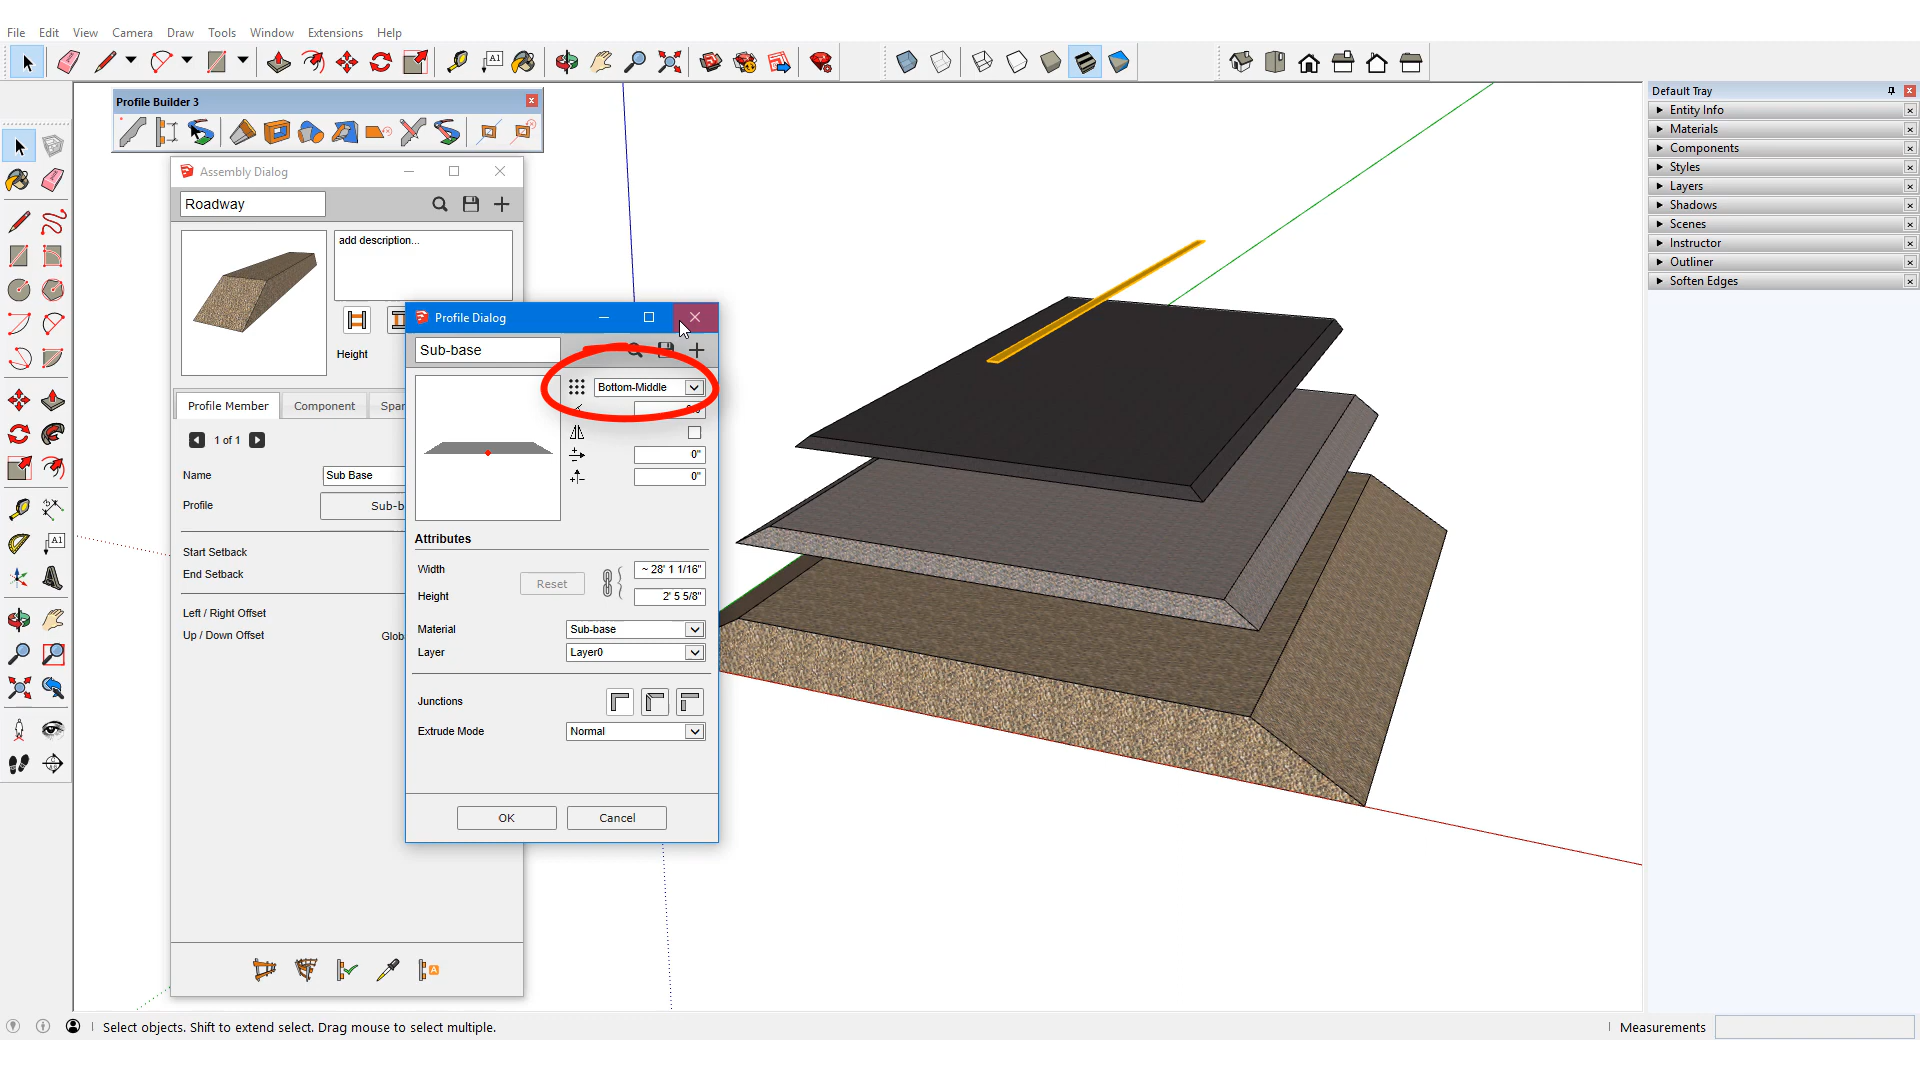 File Edit View Camera Draw Tools Window Extensions Help
A1
Default Tray
Entity Info
Materials
Components
Styles
Layers
Shadows
Scenes
Instructor
Outliner
Soften Edges
Profile Builder 3
Assembly Dialog
Roadway
add description...
Height
Profile Member Component
1 of 1
Name Sub Base
Profile Sub-b
Start Setback
End Setback
Left / Right Offset
Up / Down Offset
Profile Dialog
Sub-base
Bottom-Middle
0"
0"
Attributes
Width ~ 28' 1 1/16"
Reset
Height 2' 5 5/8"
Material Sub-base
Layer Layer0
Junctions
Extrude Mode Normal
OK Cancel
A1
A
Select objects. Shift to extend select. Drag mouse to select multiple.
Measurements